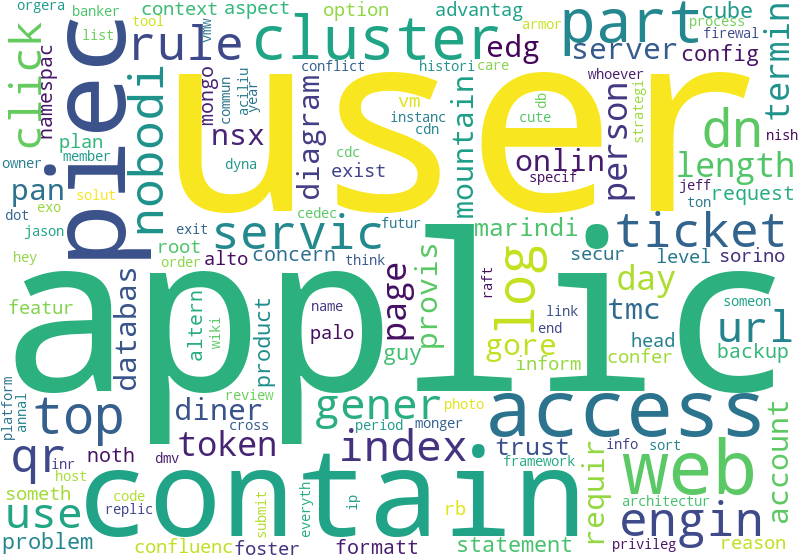 orgera
banker
tool
context
aspect
option
advantag
cube
process
list
armor
firewal
click
piec
rule
vmw
cluster
part
edg
server
config
termin
user
namespac
nobodi
mongo
commun
aciliu
year
conflict
histori
care
whoever
diagram
vm
instanc
cdn
db
cute
strategi
mountain
person
dn
plan
member
nsx
dyna
cdc
exist
onlin
specif
nish
length
owner
pan
solut
cedec
futur
jeff
request
ton
dot
exo
jason
exit
servic
marindi
ticket
hey
root
order
concern
think
secur
level
sorino
alto
databas
provis
page
log
raft
day
someon
featur
applic
altern
wiki
product
name
palo
link
end
tmc
url
head
guy
gore
inform
confer
backup
platform
annal
review
photo
top
diner
gener
period
monger
access
cross
qr
inr
noth
dmv
token
index
trust
requir
info
sort
web
account
host
framework
someth
contain
code
replic
submit
everyth
ip
rb
architectur
use
engin
problem
confluenc
foster
formatt
statement
privileg
reason